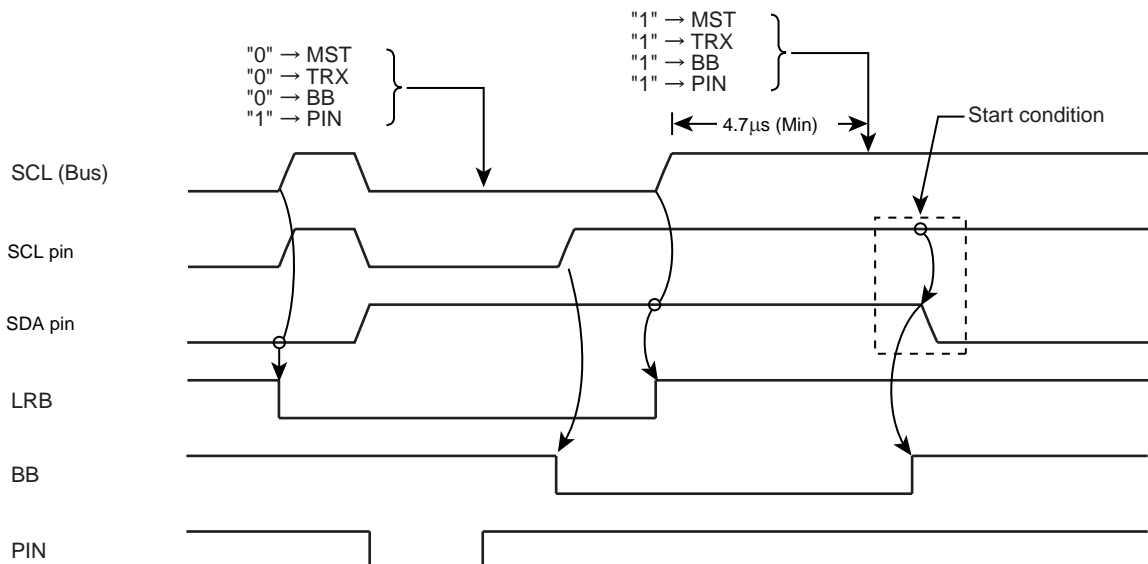 "0" → MST
"0" → TRX
"0" → BB
"1" → PIN
"1" → MST
"1" → TRX
"1" → BB
"1" → PIN
4.7μs (Min)
Start condition
SCL (Bus)
SCL pin
SDA pin
LRB
BB
PIN